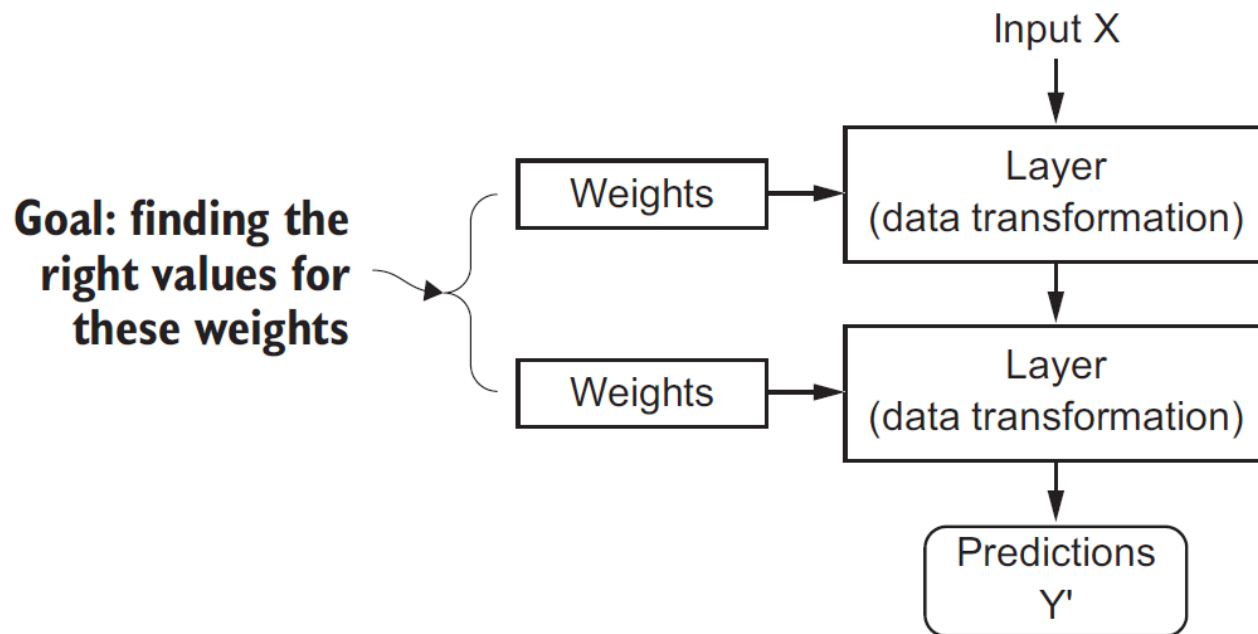 Input X
Weights
Layer
(data transformation)
Goal: finding the
right values for
these weights
Weights
Layer
(data transformation)
Predictions
Y'